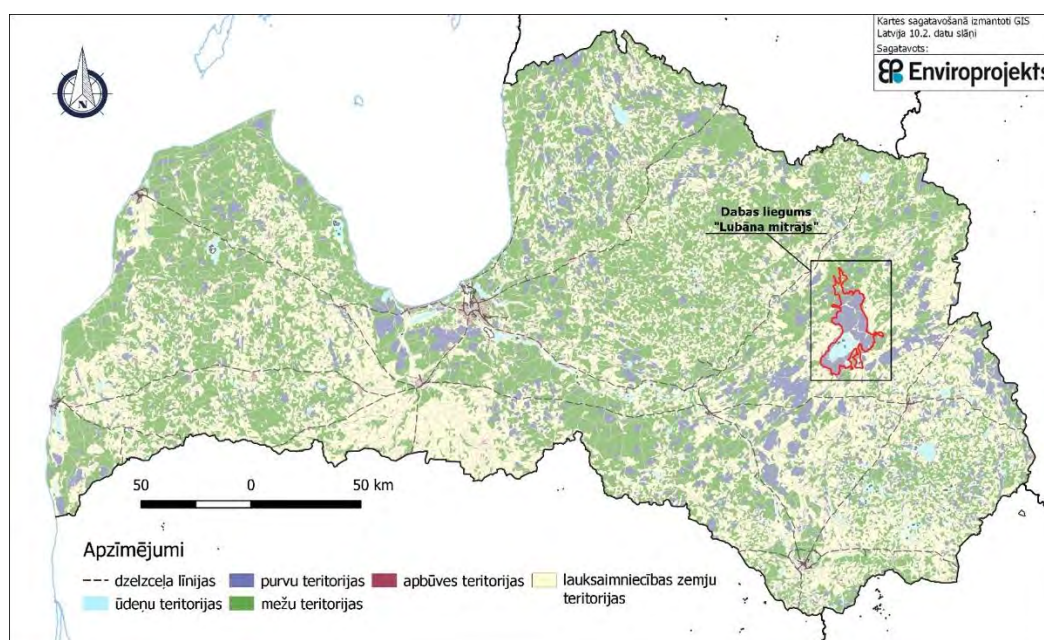 Kartes sagatavošanā izmantoti GIS
Latvija 10.2. datu slāņi
Sagatavots:
Enviroprojekts
N
Dabas liegums
"Lubāna mitrājs"
50 0 50 km
Apzīmējumi
dzelzceļa līnijas
purvu teritorijas
apbūves teritorijas
lauksaimniecības zemju
teritorijas
ūdeņu teritorijas
mežu teritorijas